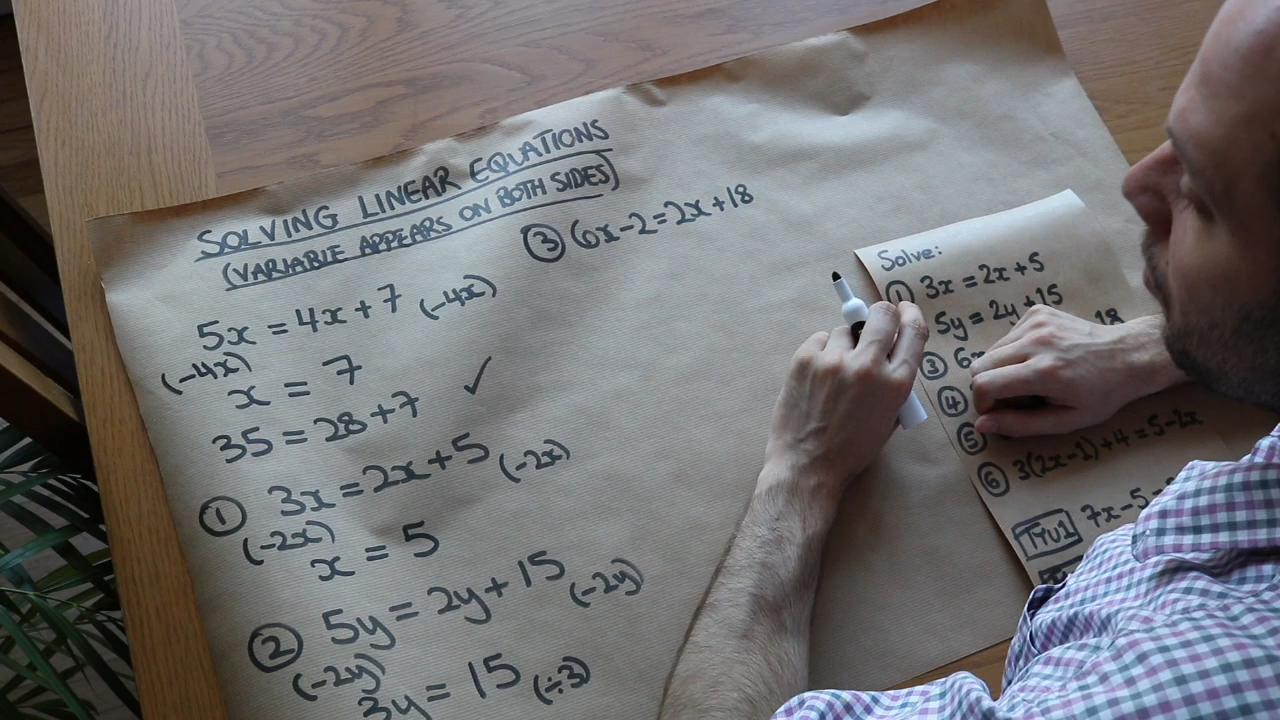 SOLVING LINEAR EQUATIONS
(VARIABLE APPEARS ON BOTH SIDES)
5x = 4x + 7 (-4x)
(-4x)
x = 7
35 = 28 + 7 ✓
① 3x = 2x + 5 (-2x)
(-2x)
x = 5
② 5y = 2y + 15 (-2y)
(-2y)
3y = 15 (÷3)
③ 6x - 2 = 2x + 18
Solve:
① 3x = 2x + 5
5y = 2y + 15
③ 6x 18
④
⑤
⑥ 3(2x-1)+4 = 5-2x
TYU1 7x - 5 =